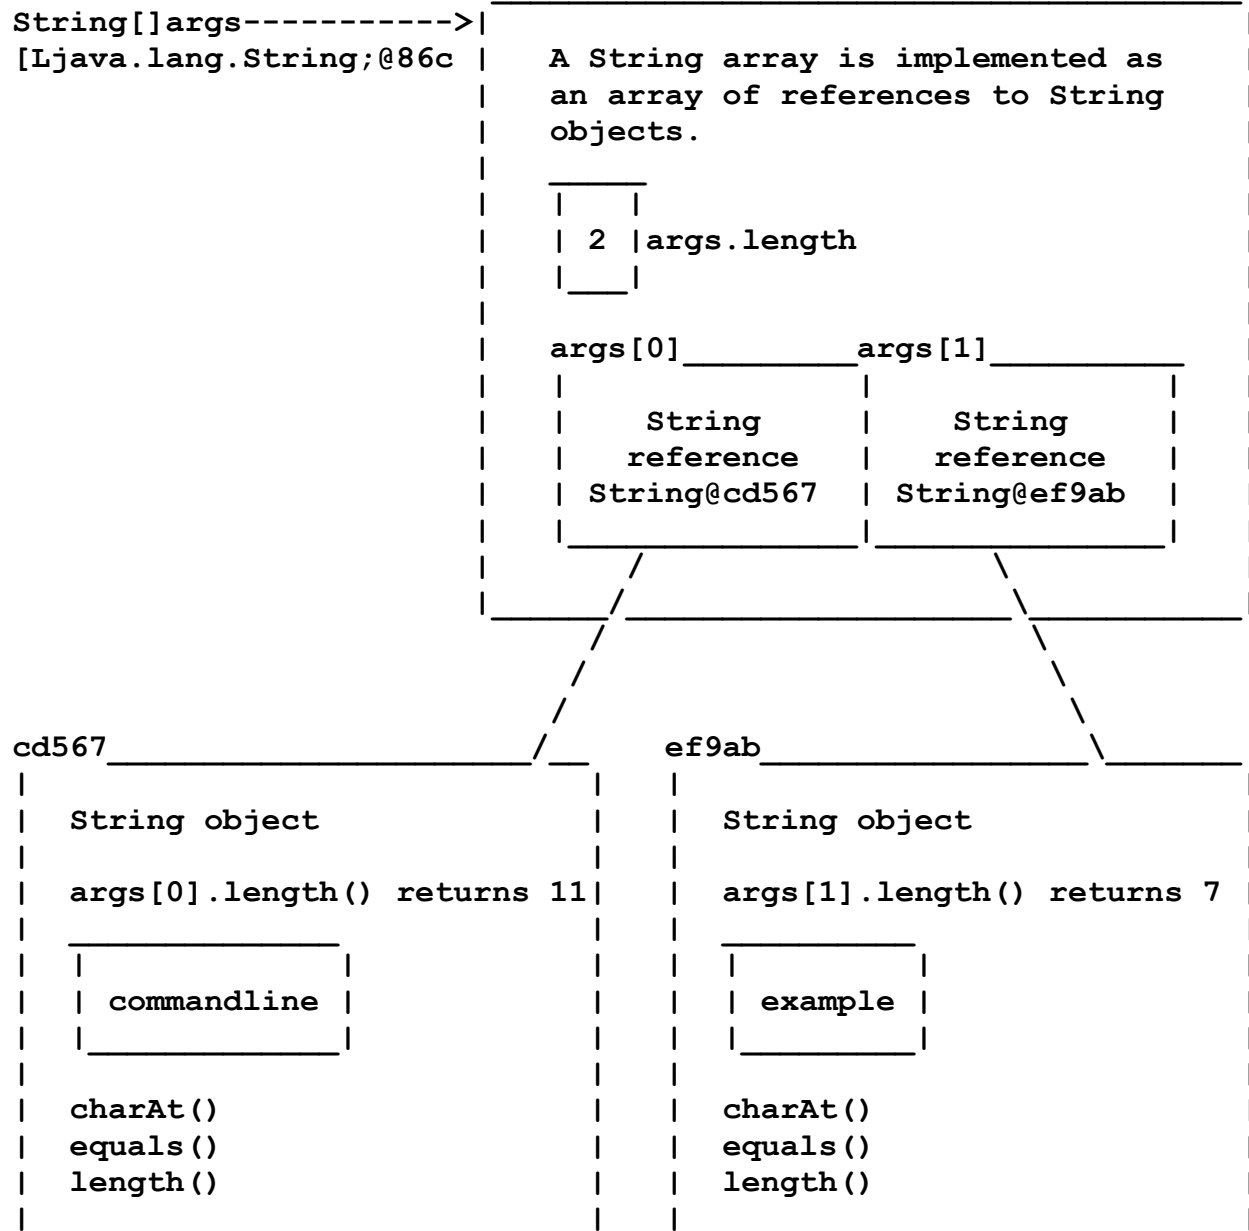 String[]args----------->
[Ljava.lang.String;@86c
A String array is implemented as
an array of references to String
objects.
2 args.length
args[0] args[1]
String String
reference reference
String@cd567 String@ef9ab
cd567 ef9ab
String object String object
args[0].length() returns 11 args[1].length() returns 7
commandline example
charAt() charAt()
equals() equals()
length() length()